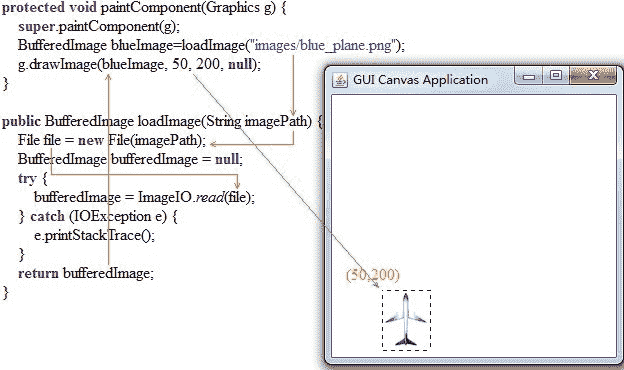 protected void paintComponent(Graphics g) {
super.paintComponent(g);
BufferedImage blueImage=loadImage("images/blue_plane.png");
g.drawImage(blueImage, 50, 200, null);
}
public BufferedImage loadImage(String imagePath) {
File file = new File(imagePath);
BufferedImage bufferedImage = null;
try {
bufferedImage = ImageIO.read(file);
} catch (IOException e) {
e.printStackTrace();
}
return bufferedImage;
}
GUI Canvas Application
(50,200)